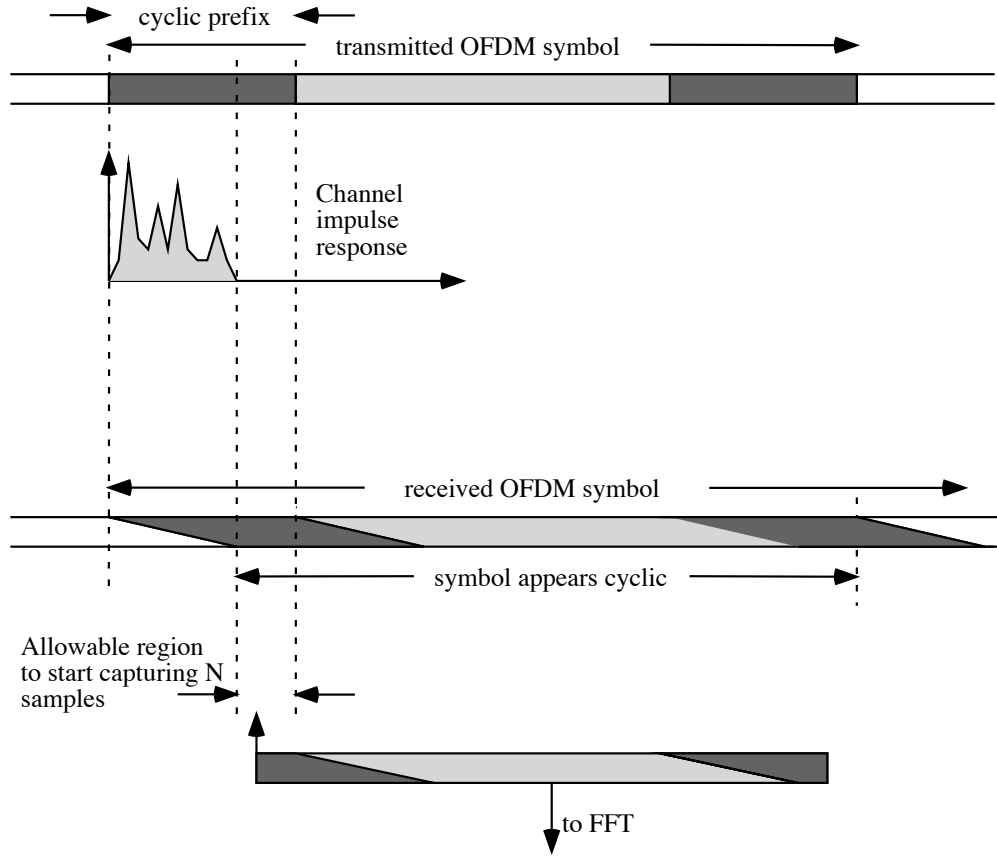 cyclic prefix
transmitted OFDM symbol
Channel
impulse
response
received OFDM symbol
symbol appears cyclic
Allowable region
to start capturing N
samples
to FFT